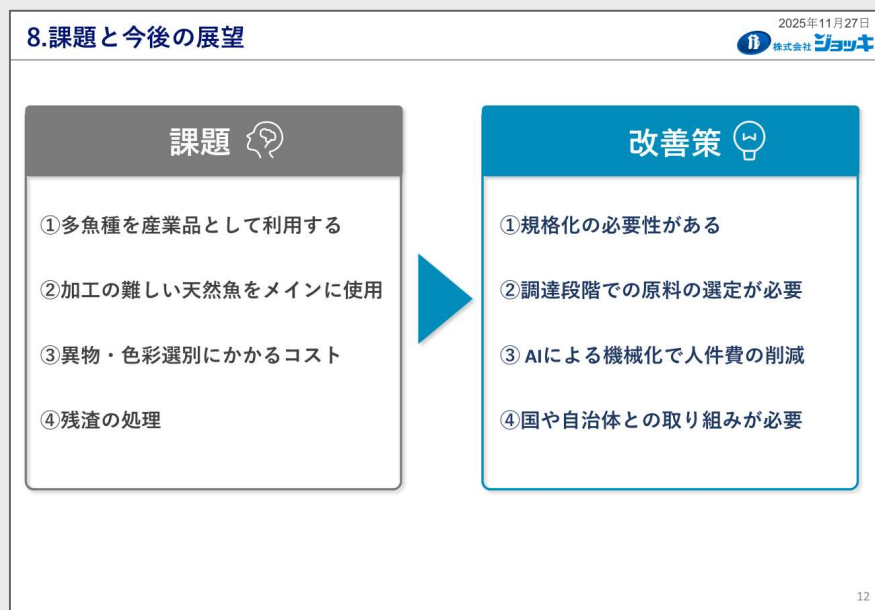 8.課題と今後の展望
2025年11月27日
株式会社ジョッキ
課題
①多魚種を産業品として利用する
②加工の難しい天然魚をメインに使用
③異物・色彩選別にかかるコスト
④残渣の処理
改善策
①規格化の必要性がある
②調達段階での原料の選定が必要
③ AIによる機械化で人件費の削減
④国や自治体との取り組みが必要
12